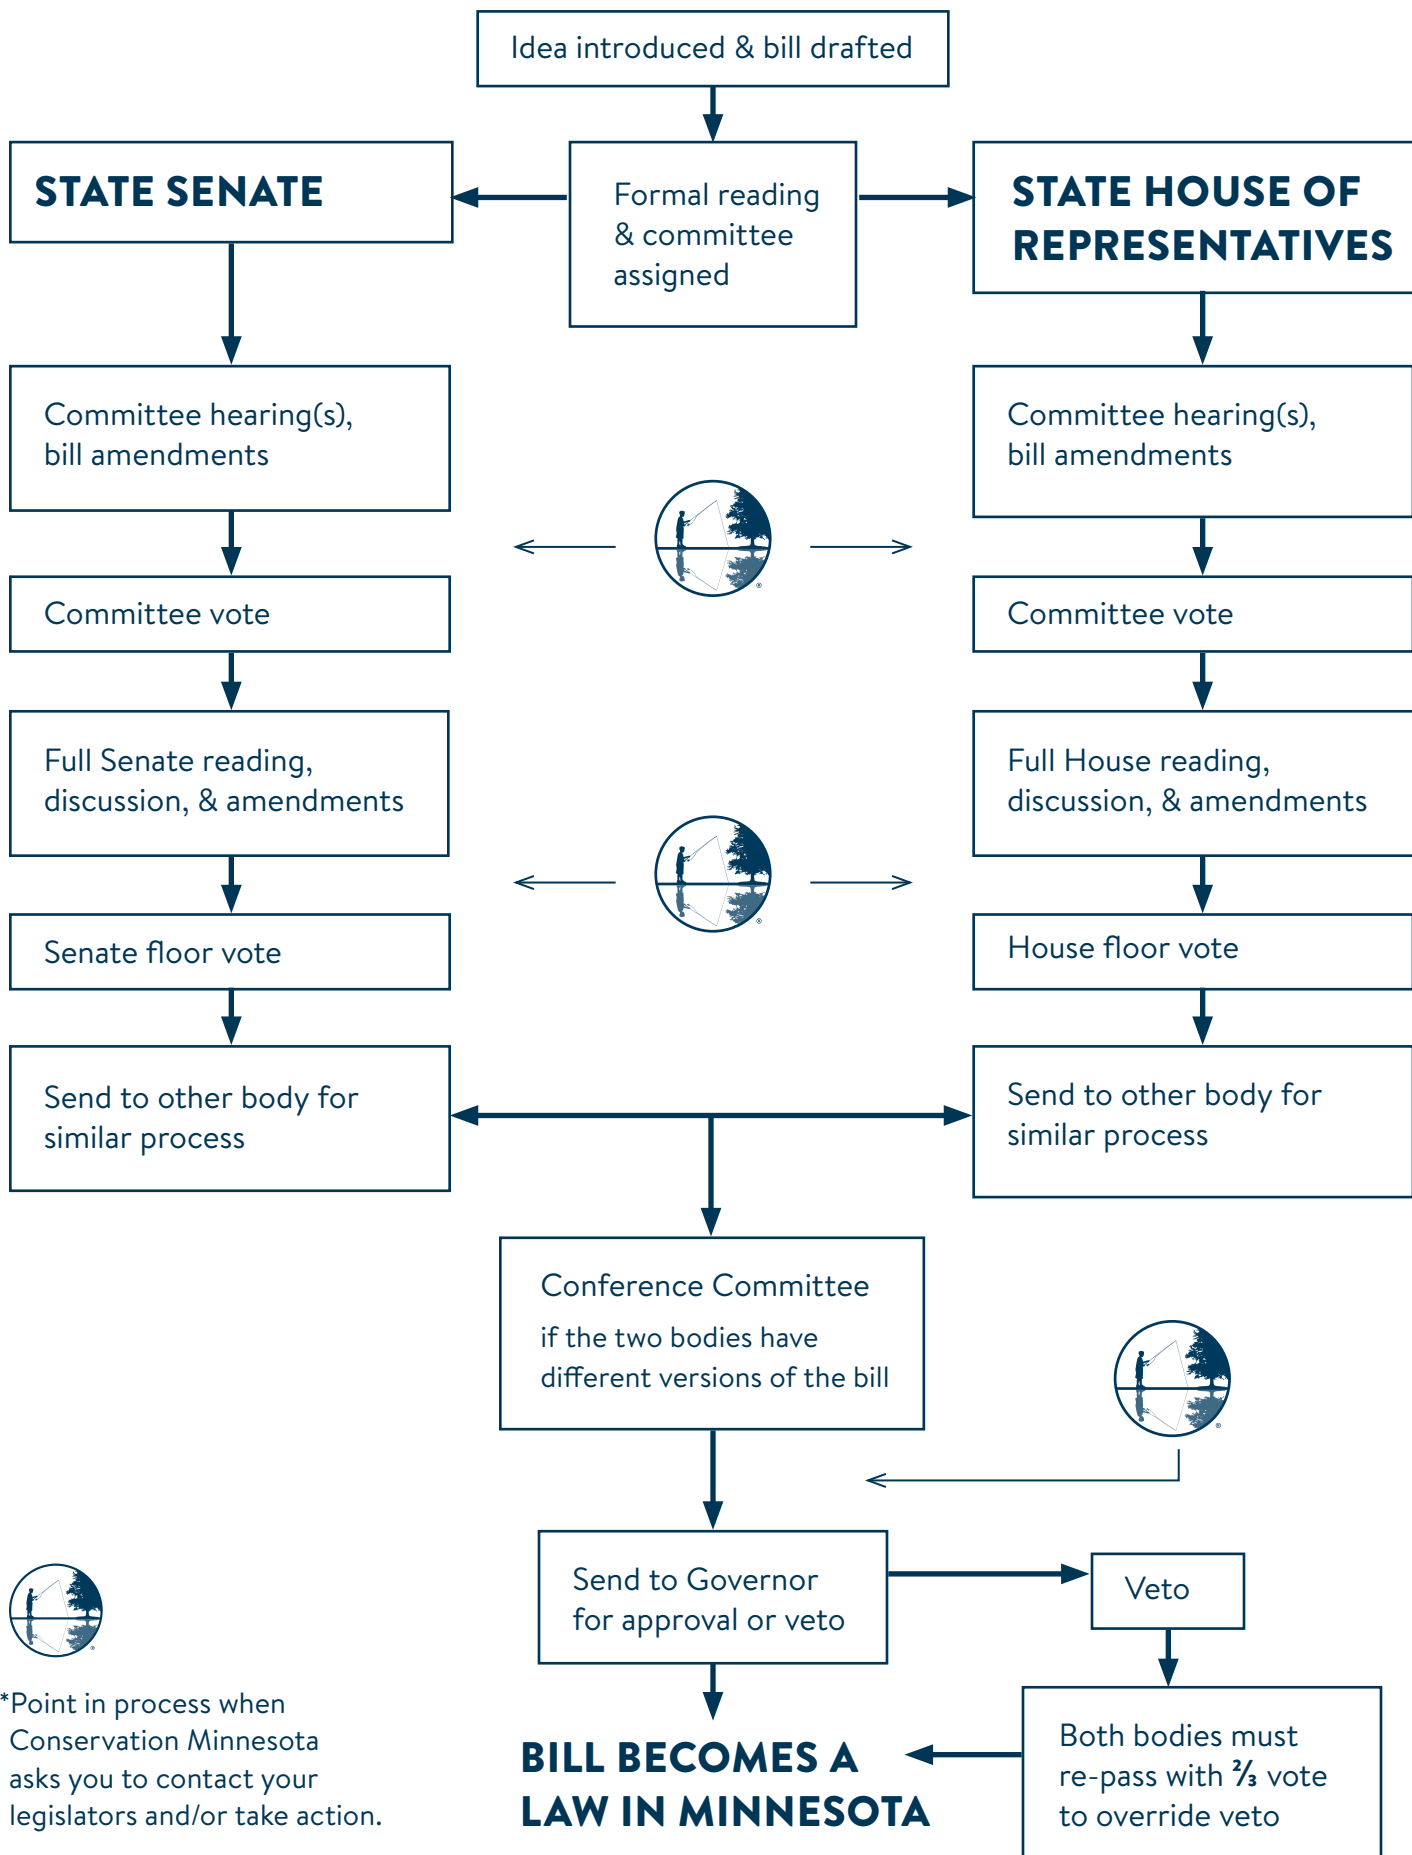 Idea introduced & bill drafted
STATE SENATE
Formal reading
& committee
assigned
STATE HOUSE OF
REPRESENTATIVES
Committee hearing(s),
bill amendments
Committee hearing(s),
bill amendments
®
Committee vote
Committee vote
Full Senate reading,
discussion, & amendments
Full House reading,
discussion, & amendments
®
Senate floor vote
House floor vote
Send to other body for
similar process
Send to other body for
similar process
Conference Committee
if the two bodies have
different versions of the bill
®
Send to Governor
for approval or veto
Veto
®
*Point in process when
Conservation Minnesota
asks you to contact your
legislators and/or take action.
BILL BECOMES A
LAW IN MINNESOTA
Both bodies must
re-pass with ⅔ vote
to override veto